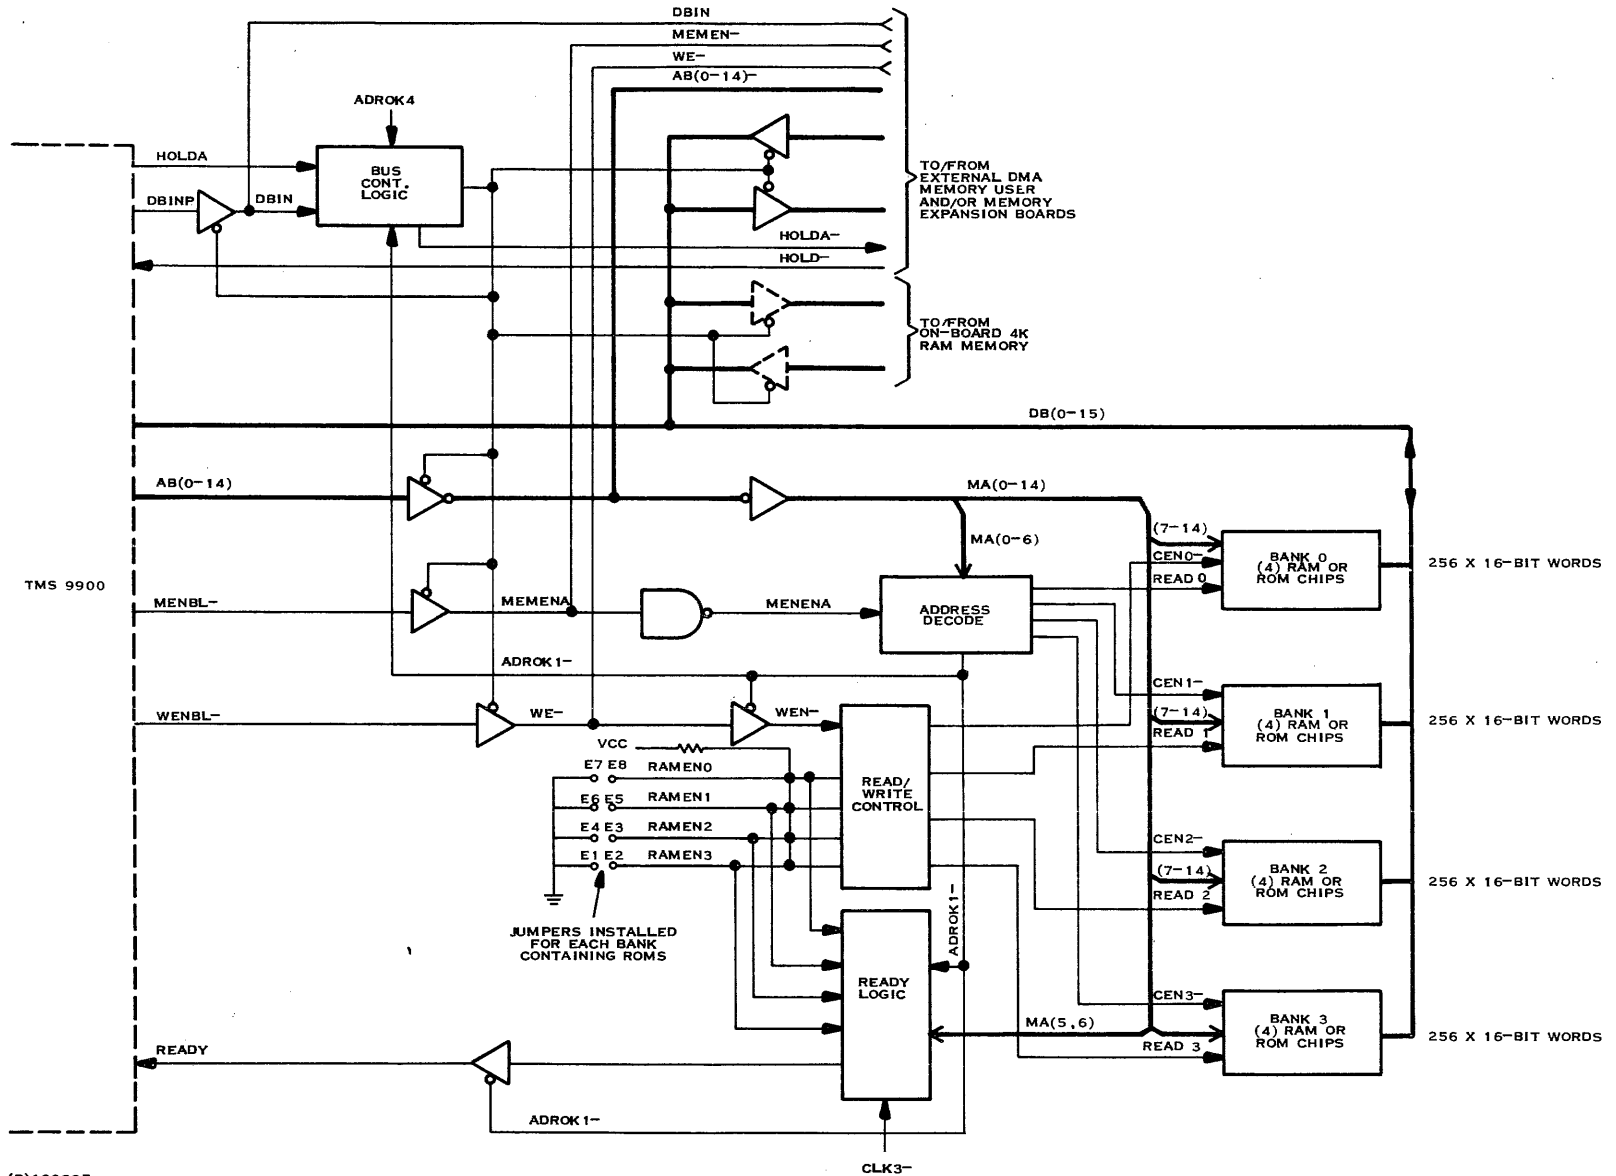 DBIN
MEMEN-
WE-
AB(0-14)-
ADROK4
HOLDA
BUS
CONT.
LOGIC
DBINP
DBIN
TO/FROM
EXTERNAL DMA
MEMORY USER
AND/OR MEMORY
EXPANSION BOARDS
HOLDA-
HOLD-
TO/FROM
ON-BOARD 4K
RAM MEMORY
DB(0-15)
AB(0-14)
MA(0-14)
MA(0-6)
(7-14)
CEN0-
READ 0
BANK 0
(4) RAM OR
ROM CHIPS
256 X 16-BIT WORDS
TMS 9900
MENBL-
MEMENA
MENENA
ADDRESS
DECODE
ADROK1-
CEN1-
(7-14)
READ 1
BANK 1
(4) RAM OR
ROM CHIPS
256 X 16-BIT WORDS
WENBL-
WE-
WEN-
VCC
E7 E8
RAMEN0
E6 E5
RAMEN1
E4 E3
RAMEN2
E1 E2
RAMEN3
READ/
WRITE
CONTROL
CEN2-
(7-14)
READ 2
BANK 2
(4) RAM OR
ROM CHIPS
256 X 16-BIT WORDS
JUMPERS INSTALLED
FOR EACH BANK
CONTAINING ROMS
ADROK1-
READY
LOGIC
CEN3-
MA(5,6)
READ 3
BANK 3
(4) RAM OR
ROM CHIPS
256 X 16-BIT WORDS
READY
ADROK1-
CLK3-